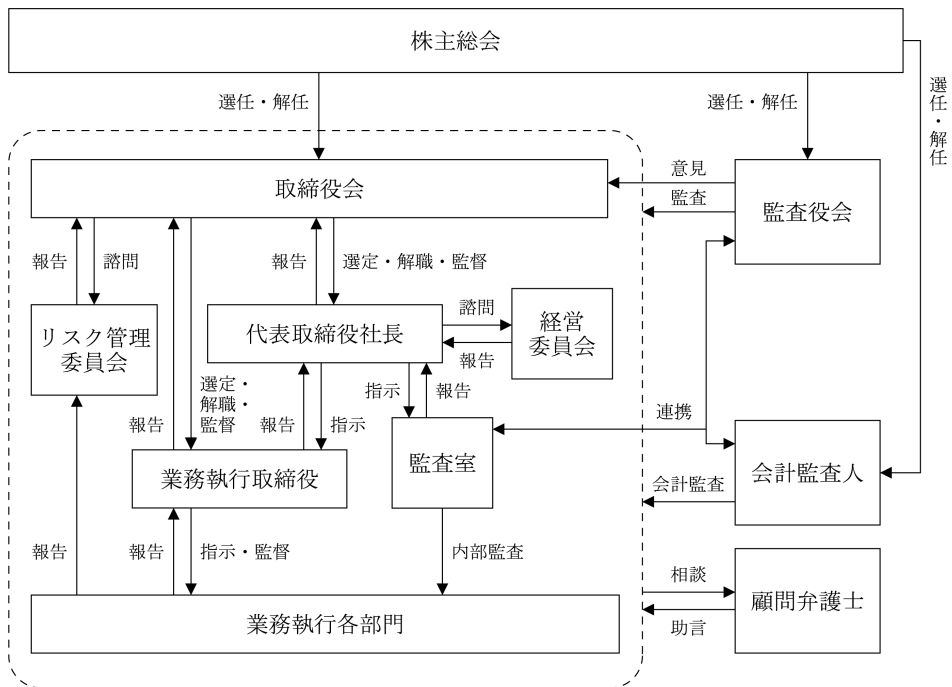 株主総会
選任・解任
選任・解任
選任・解任
取締役会
意見
監査
監査役会
報告
諮問
報告
選定・解職・監督
リスク管理
委員会
代表取締役社長
諮問
報告
経営
委員会
報告
選定・
解職・
監督
報告
指示
指示
報告
連携
業務執行取締役
監査室
会計監査人
会計監査
報告
報告
指示・監督
内部監査
相談
助言
顧問弁護士
業務執行各部門